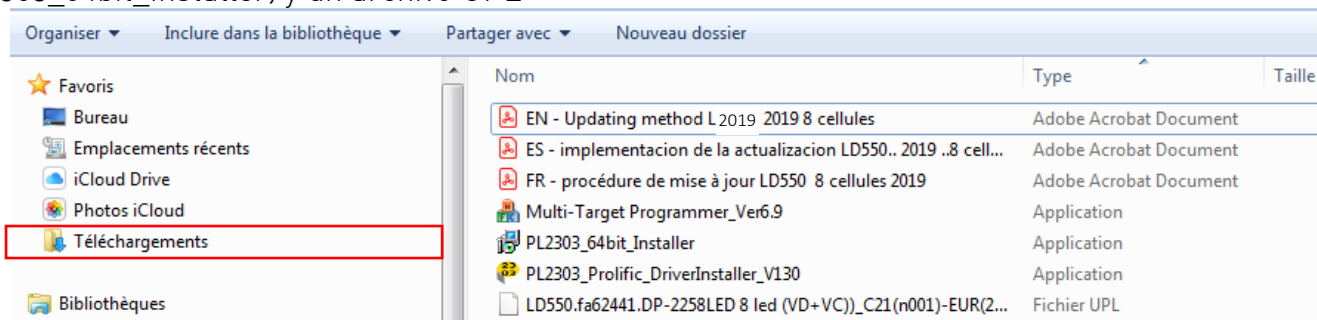 Organiser Inclure dans la bibliothèque Partager avec Nouveau dossier
Favoris
Bureau
Emplacements récents
iCloud Drive
Photos iCloud
Téléchargements
Bibliothèques
Nom Type Taille
EN - Updating method L 2019 2019 8 cellules Adobe Acrobat Document
ES - implementacion de la actualizacion LD550.. 2019 ..8 cell... Adobe Acrobat Document
FR - procédure de mise à jour LD550 8 cellules 2019 Adobe Acrobat Document
Multi-Target Programmer_Ver6.9 Application
PL2303_64bit_Installer Application
PL2303_Prolific_DriverInstaller_V130 Application
LD550.fa62441.DP-2258LED 8 led (VD+VC))_C21(n001)-EUR(2... Fichier UPL